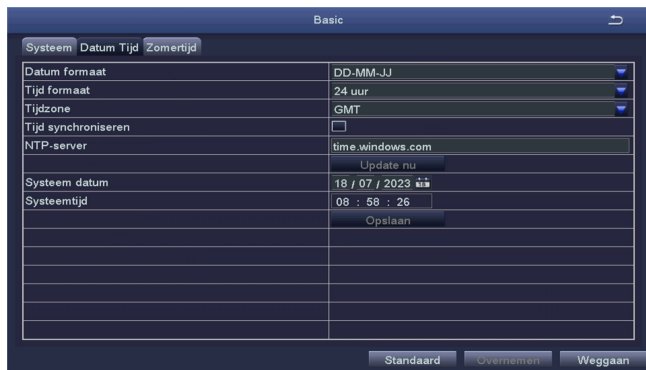 Basic
Systeem Datum Tijd Zomertijd
Datum formaat DD-MM-JJ
Tijd formaat 24 uur
Tijdzone GMT
Tijd synchroniseren
NTP-server time.windows.com
Update nu
Systeem datum 18 / 07 / 2023
Systeemtijd 08 : 58 : 26
Opslaan
Standaard Overnemen Weggaan